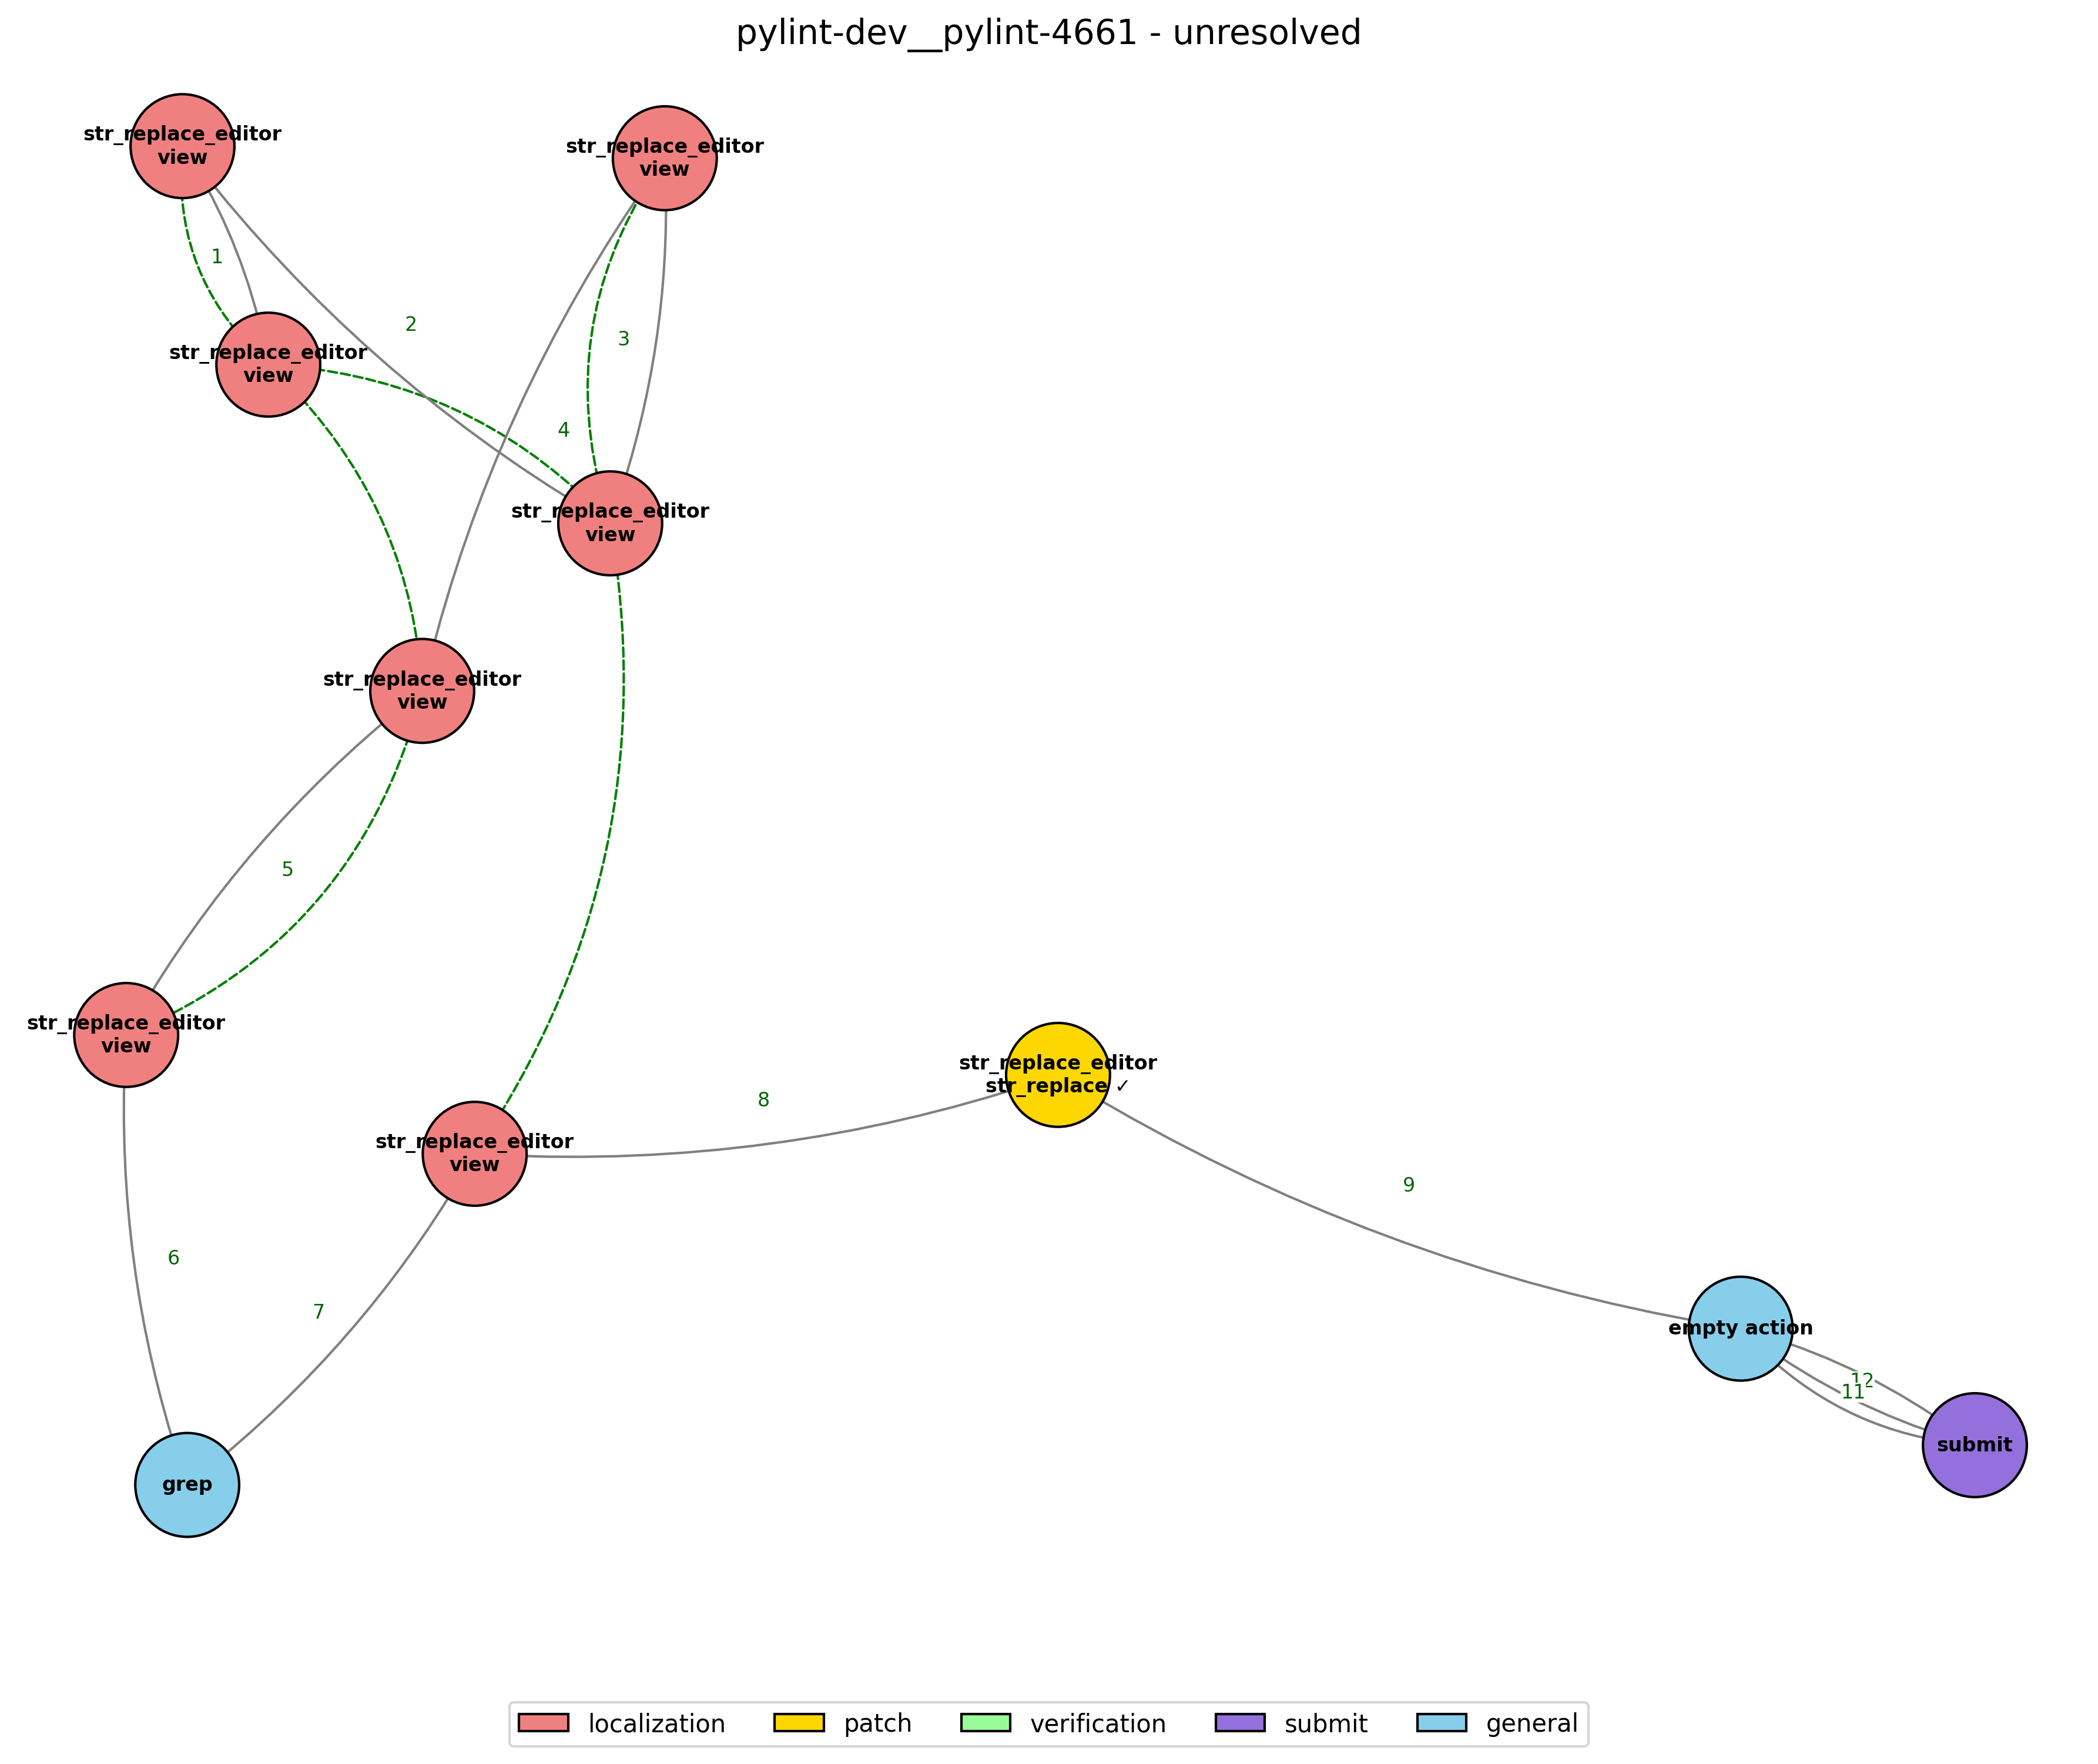 pylint-dev__pylint-4661 - unresolved
str_replace_editor
view
str_replace_editor
view
1
2
3
str_replace_editor
view
4
str_replace_editor
view
str_replace_editor
view
5
str_replace_editor
view
str_replace_editor
str_replace ✓
8
str_replace_editor
view
9
6
7
empty action
12
11
submit
grep
localization
patch
verification
submit
general